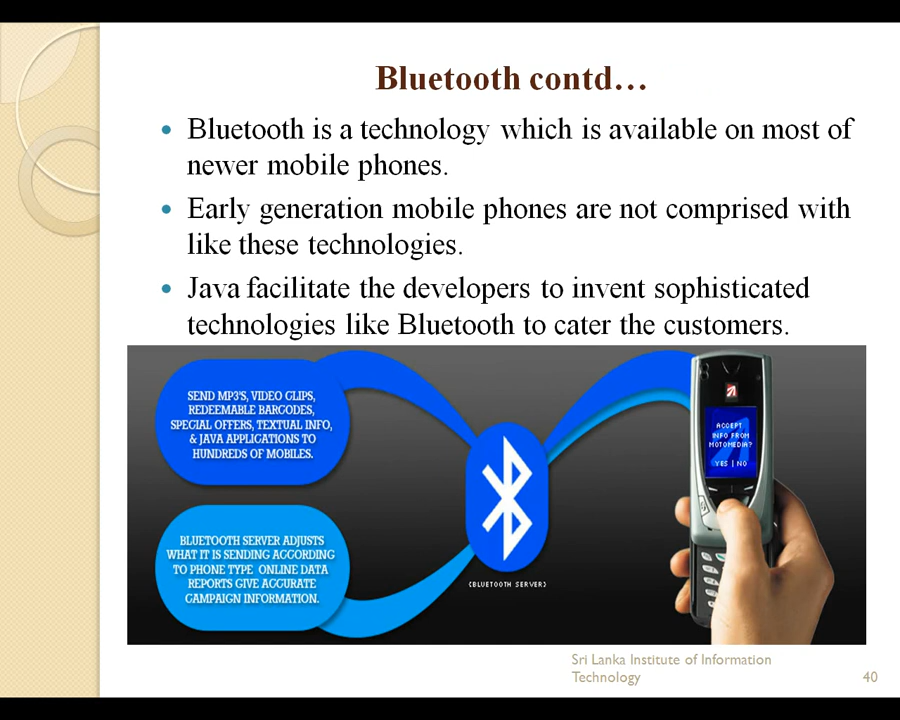 Bluetooth contd…
• Bluetooth is a technology which is available on most of
newer mobile phones.
• Early generation mobile phones are not comprised with
like these technologies.
• Java facilitate the developers to invent sophisticated
technologies like Bluetooth to cater the customers.
SEND MP3'S, VIDEO CLIPS,
REDEEMABLE BARCODES,
SPECIAL OFFERS, TEXTUAL INFO,
& JAVA APPLICATIONS TO
HUNDREDS OF MOBILES.
BLUETOOTH SERVER ADJUSTS
WHAT IT IS SENDING ACCORDING
TO PHONE TYPE ONLINE DATA
REPORTS GIVE ACCURATE
CAMPAIGN INFORMATION.
(BLUETOOTH SERVER)
ACCEPT
INFO FROM
MOTOMEDIA?
YES | NO
Sri Lanka Institute of Information
Technology
40